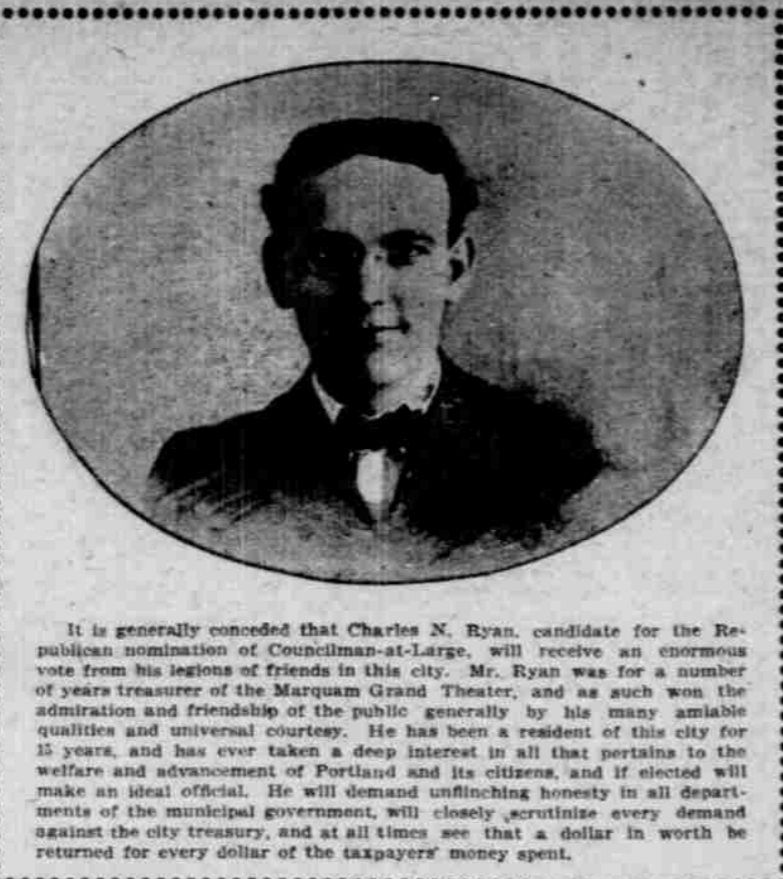 It is generally conceded that Charles N. Ryan, candidate for the Re-
publican nomination of Councilman-at-Large, will receive an enormous
vote from his legions of friends in this city. Mr. Ryan was for a number
of years treasurer of the Marquam Grand Theater, and as such won the
admiration and friendship of the public generally by his many amiable
qualities and universal courtesy. He has been a resident of this city for
15 years, and has ever taken a deep interest in all that pertains to the
welfare and advancement of Portland and its citizens, and if elected will
make an ideal official. He will demand unflinching honesty in all depart-
ments of the municipal government, will closely scrutinize every demand
against the city treasury, and at all times see that a dollar in worth be
returned for every dollar of the taxpayers' money spent.